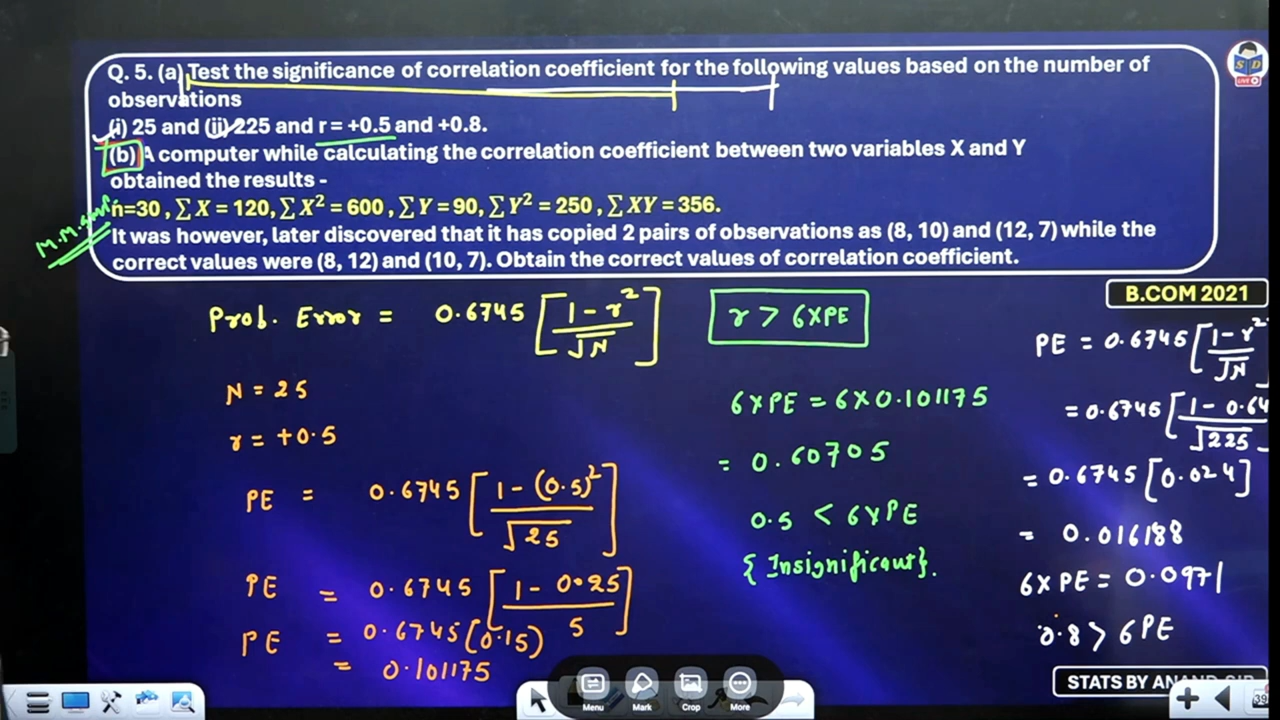 Q. 5. (a) Test the significance of correlation coefficient for the following values based on the number of
observations
(i) 25 and (ii) 225 and r = +0.5 and +0.8.
(b) A computer while calculating the correlation coefficient between two variables X and Y
obtained the results -
n=30 , ∑ X = 120, ∑ X² = 600 , ∑ Y = 90, ∑ Y² = 250 , ∑ XY = 356.
It was however, later discovered that it has copied 2 pairs of observations as (8, 10) and (12, 7) while the
correct values were (8, 12) and (10, 7). Obtain the correct values of correlation coefficient.
B.COM 2021
Prob. Error = 0.6745 [1 - r² / √N]
N = 25
r = +0.5
PE = 0.6745 [1 - (0.5)² / √25]
PE = 0.6745 [1 - 0.25 / 5]
PE = 0.6745 (0.15)
= 0.101175
r > 6XPE
6XPE = 6X0.101175
= 0.60705
0.5 < 6XPE
{ Insignificant}.
PE = 0.6745 [1 - r² / √N
= 0.6745 [1 - 0.64 / √225
= 0.6745 [0.024]
= 0.016188
6XPE = 0.0971
0.8 > 6PE
STATS BY ANAND SIR
Menu
Mark
Crop
More
39
S D
LIVE